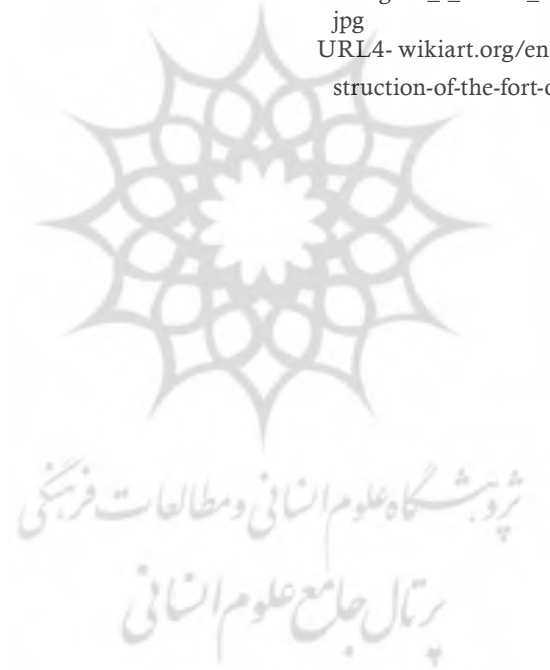 jpg
URL4- wikiart.org/en
struction-of-the-fort-
پژوهشگاه علوم انسانی و مطالعات فرهنگی
پرتال جامع علوم انسانی